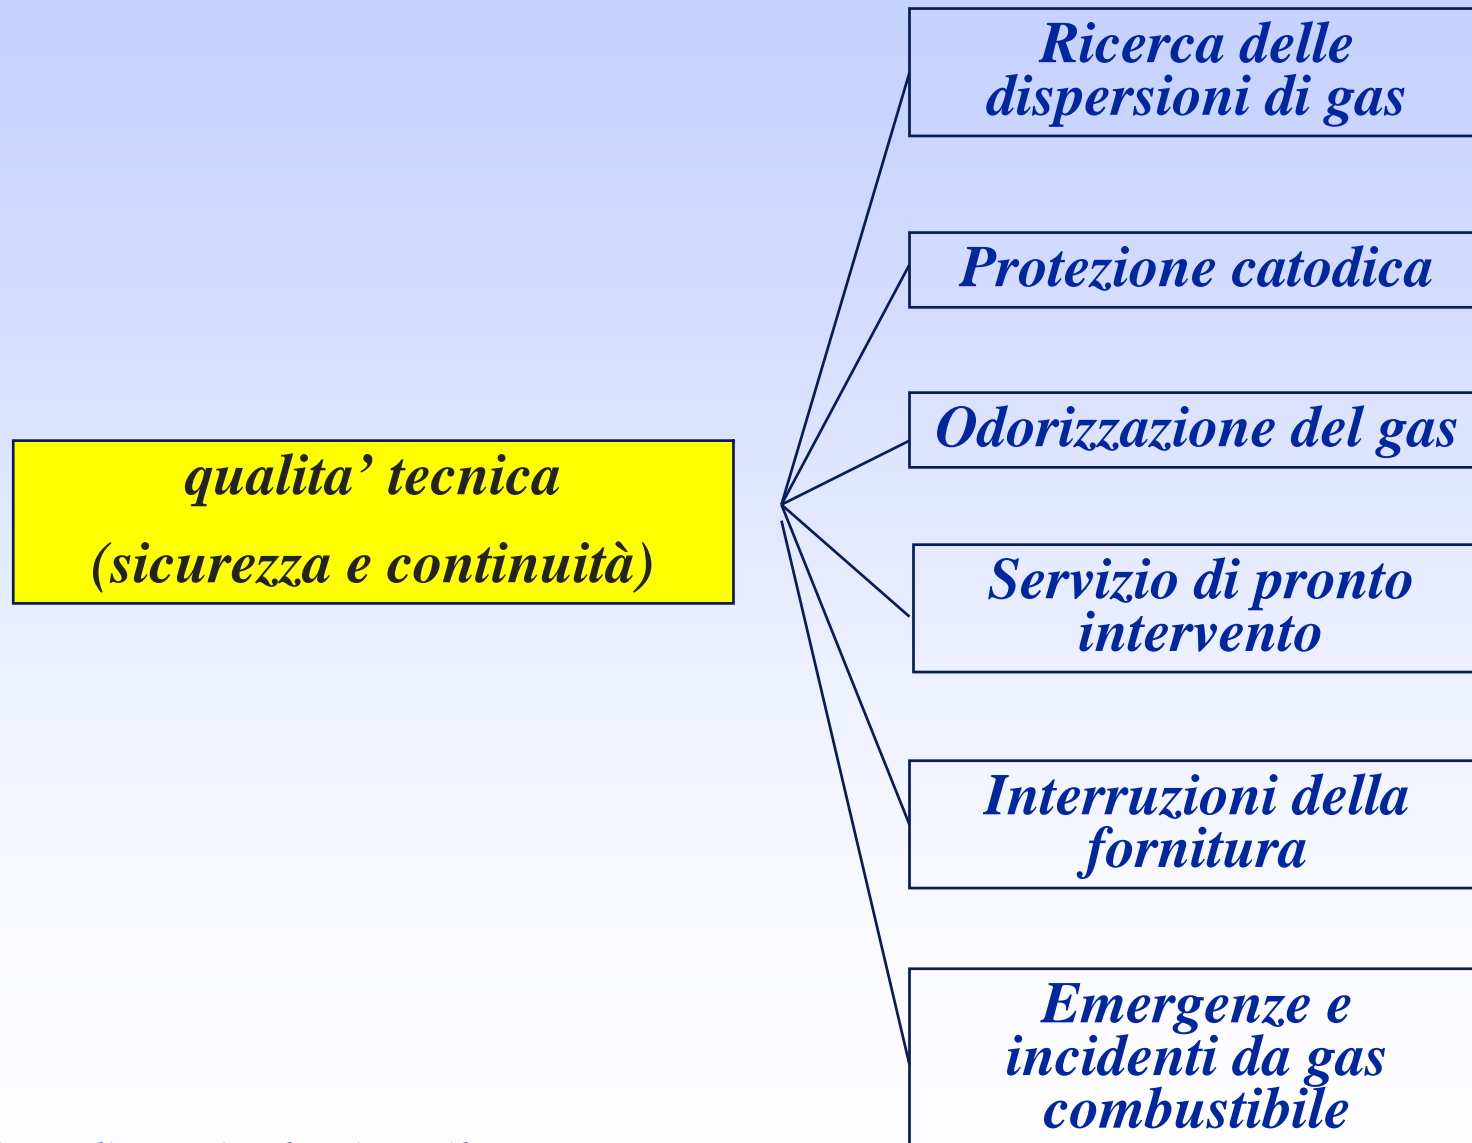 Ricerca delle
dispersioni di gas
Protezione catodica
Odorizzazione del gas
qualita’ tecnica
(sicurezza e continuità)
Servizio di pronto
intervento
Interruzioni della
fornitura
Emergenze e
incidenti da gas
combustibile